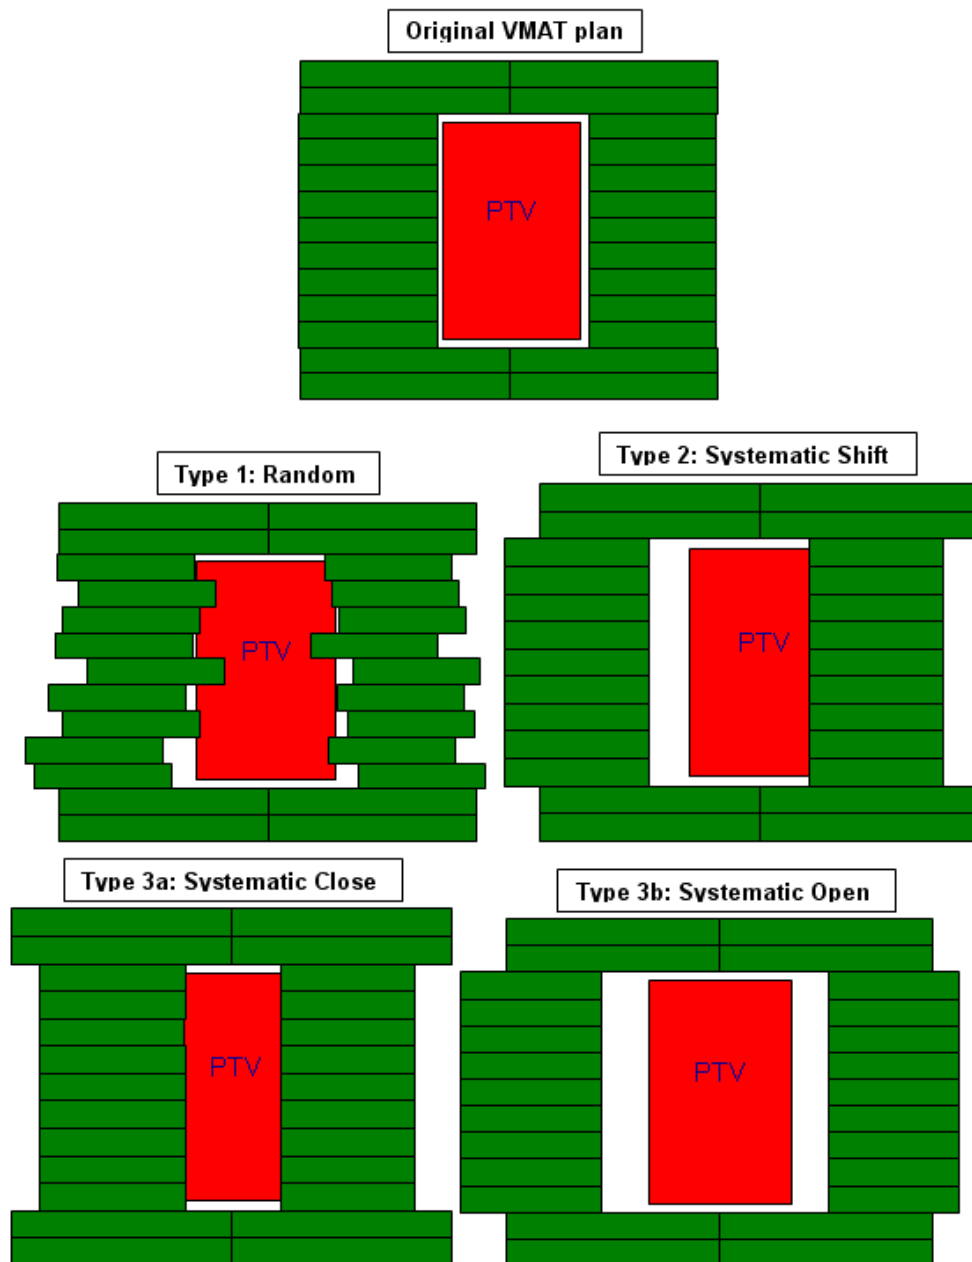 Original VMAT plan
PTV
Type 1: Random
Type 2: Systematic Shift
PTV
PTV
Type 3a: Systematic Close
Type 3b: Systematic Open
PTV
PTV